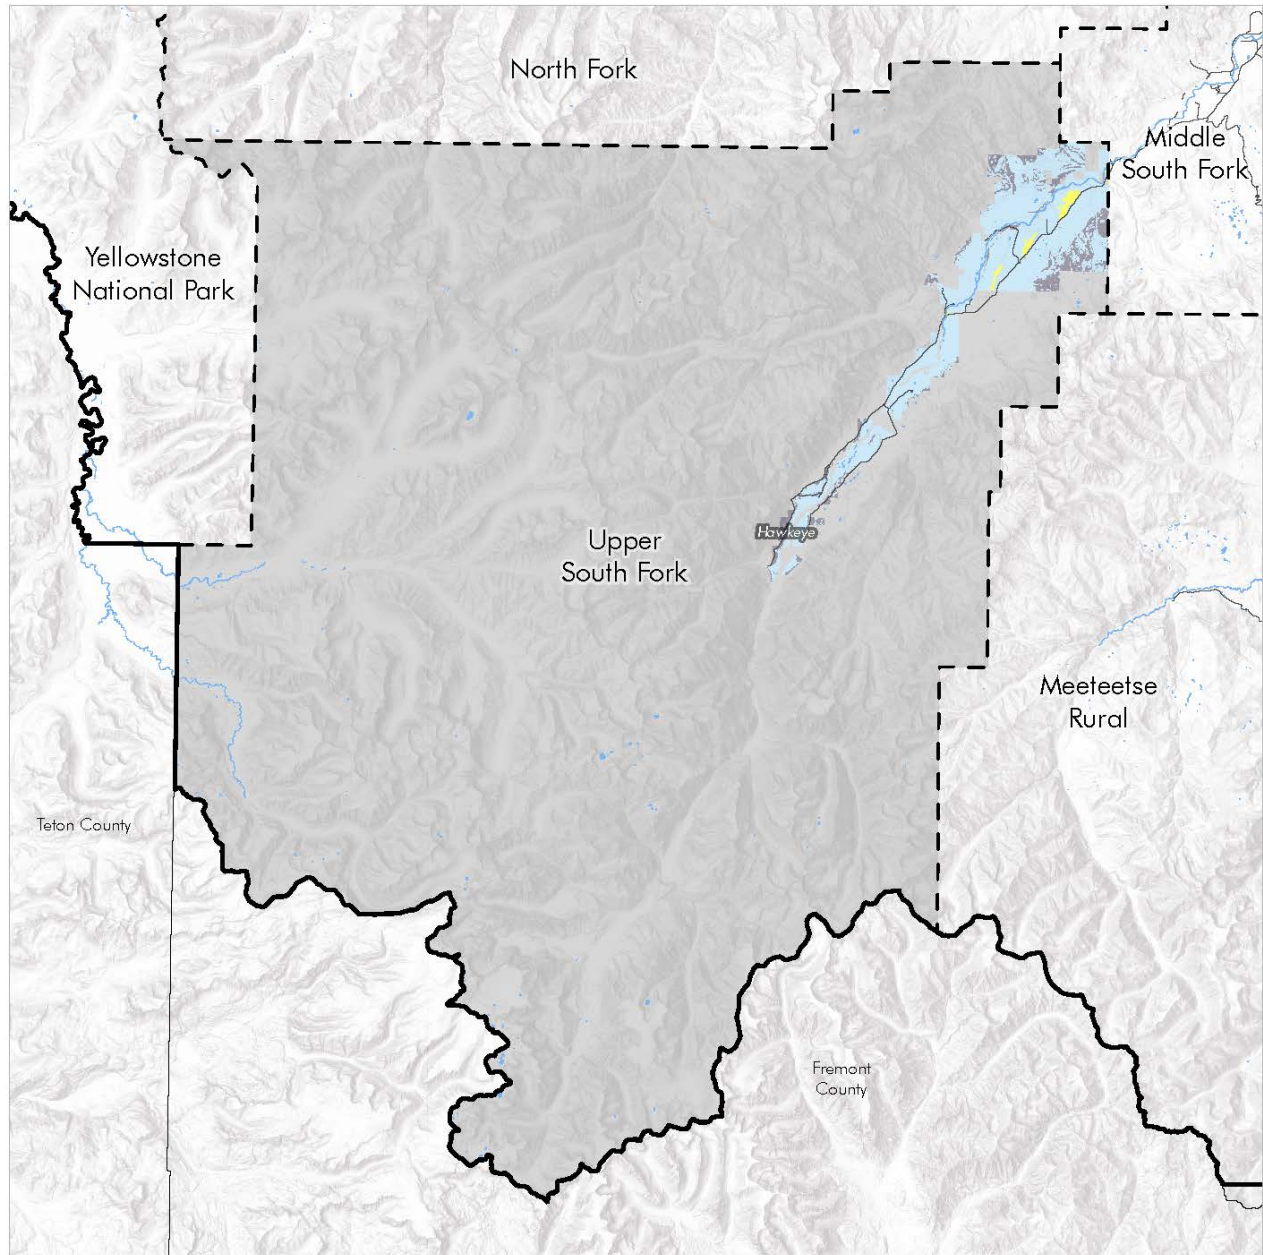 North Fork
Middle
South Fork
Yellowstone
National Park
Hawkeye
Upper
South Fork
Meeteetse
Rural
Teton County
Fremont
County